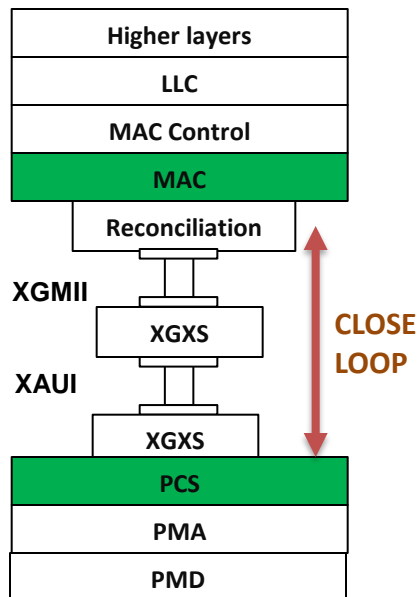 Higher layers
LLC
MAC Control
MAC
Reconciliation
XGMII
XGXS
CLOSE
LOOP
XAUI
XGXS
PCS
PMA
PMD